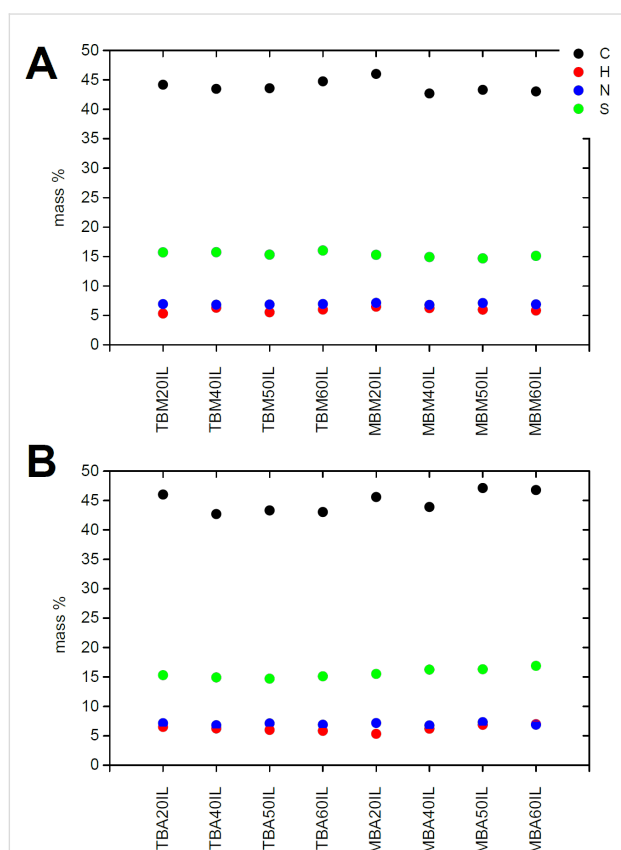 A
50
45
40
35
30
25
20
15
10
5
0
mass %
C
H
N
S
TBM20IL
TBM40IL
TBM50IL
TBM60IL
MBM20IL
MBM40IL
MBM50IL
MBM60IL
B
50
45
40
35
30
25
20
15
10
5
0
mass %
TBA20IL
TBA40IL
TBA50IL
TBA60IL
MBA20IL
MBA40IL
MBA50IL
MBA60IL